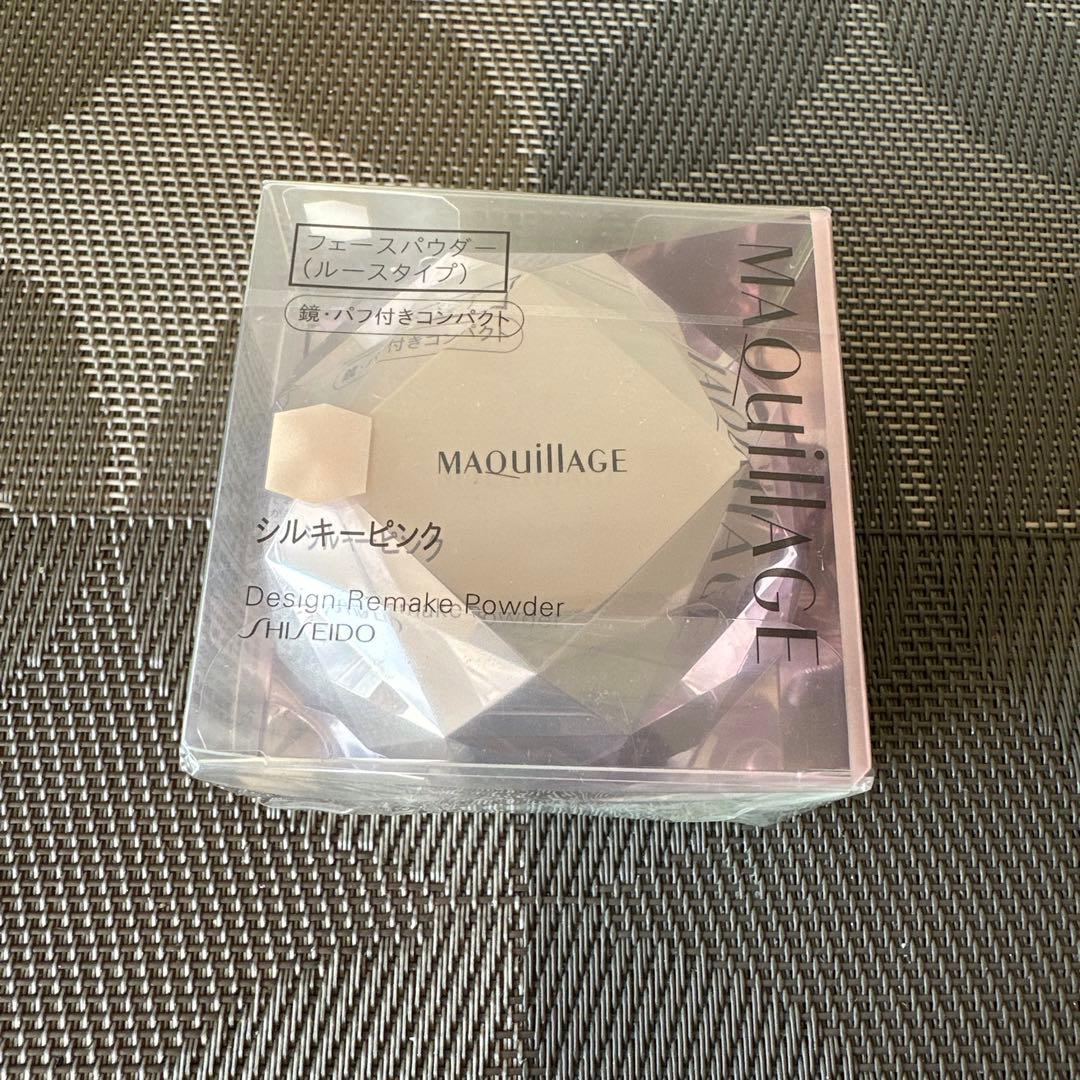 フェースパウダー
（ルースタイプ）
鏡・パフ付きコンパクト
MAQuillAGE
シルキーピンク
Design Remake Powder
SHISEIDO
MAQuillAGE